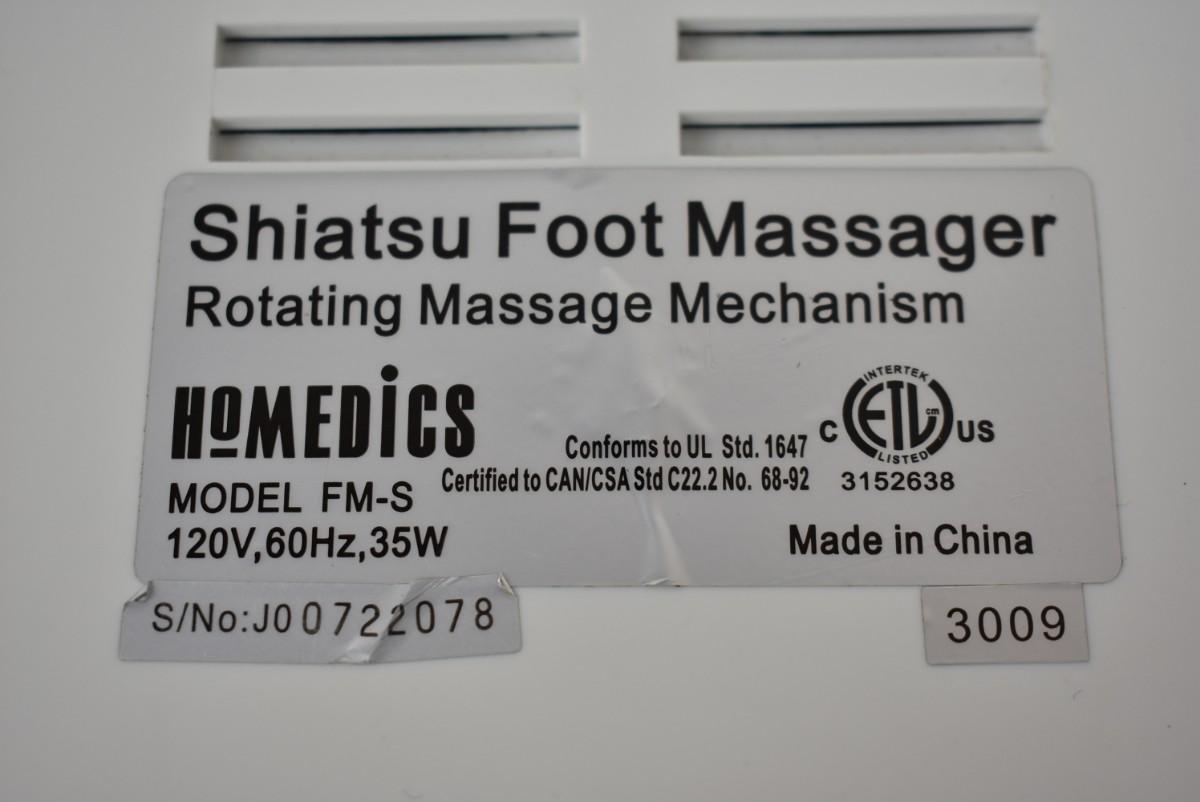 Shiatsu Foot Massager
Rotating Massage Mechanism
HOMEDICS
MODEL FM-S
120V,60Hz,35W
Conforms to UL Std. 1647
Certified to CAN/CSA Std C22.2 No. 68-92
INTERTEK
C ETL cm US
LISTED
3152638
Made in China
S/No:J00722078
3009